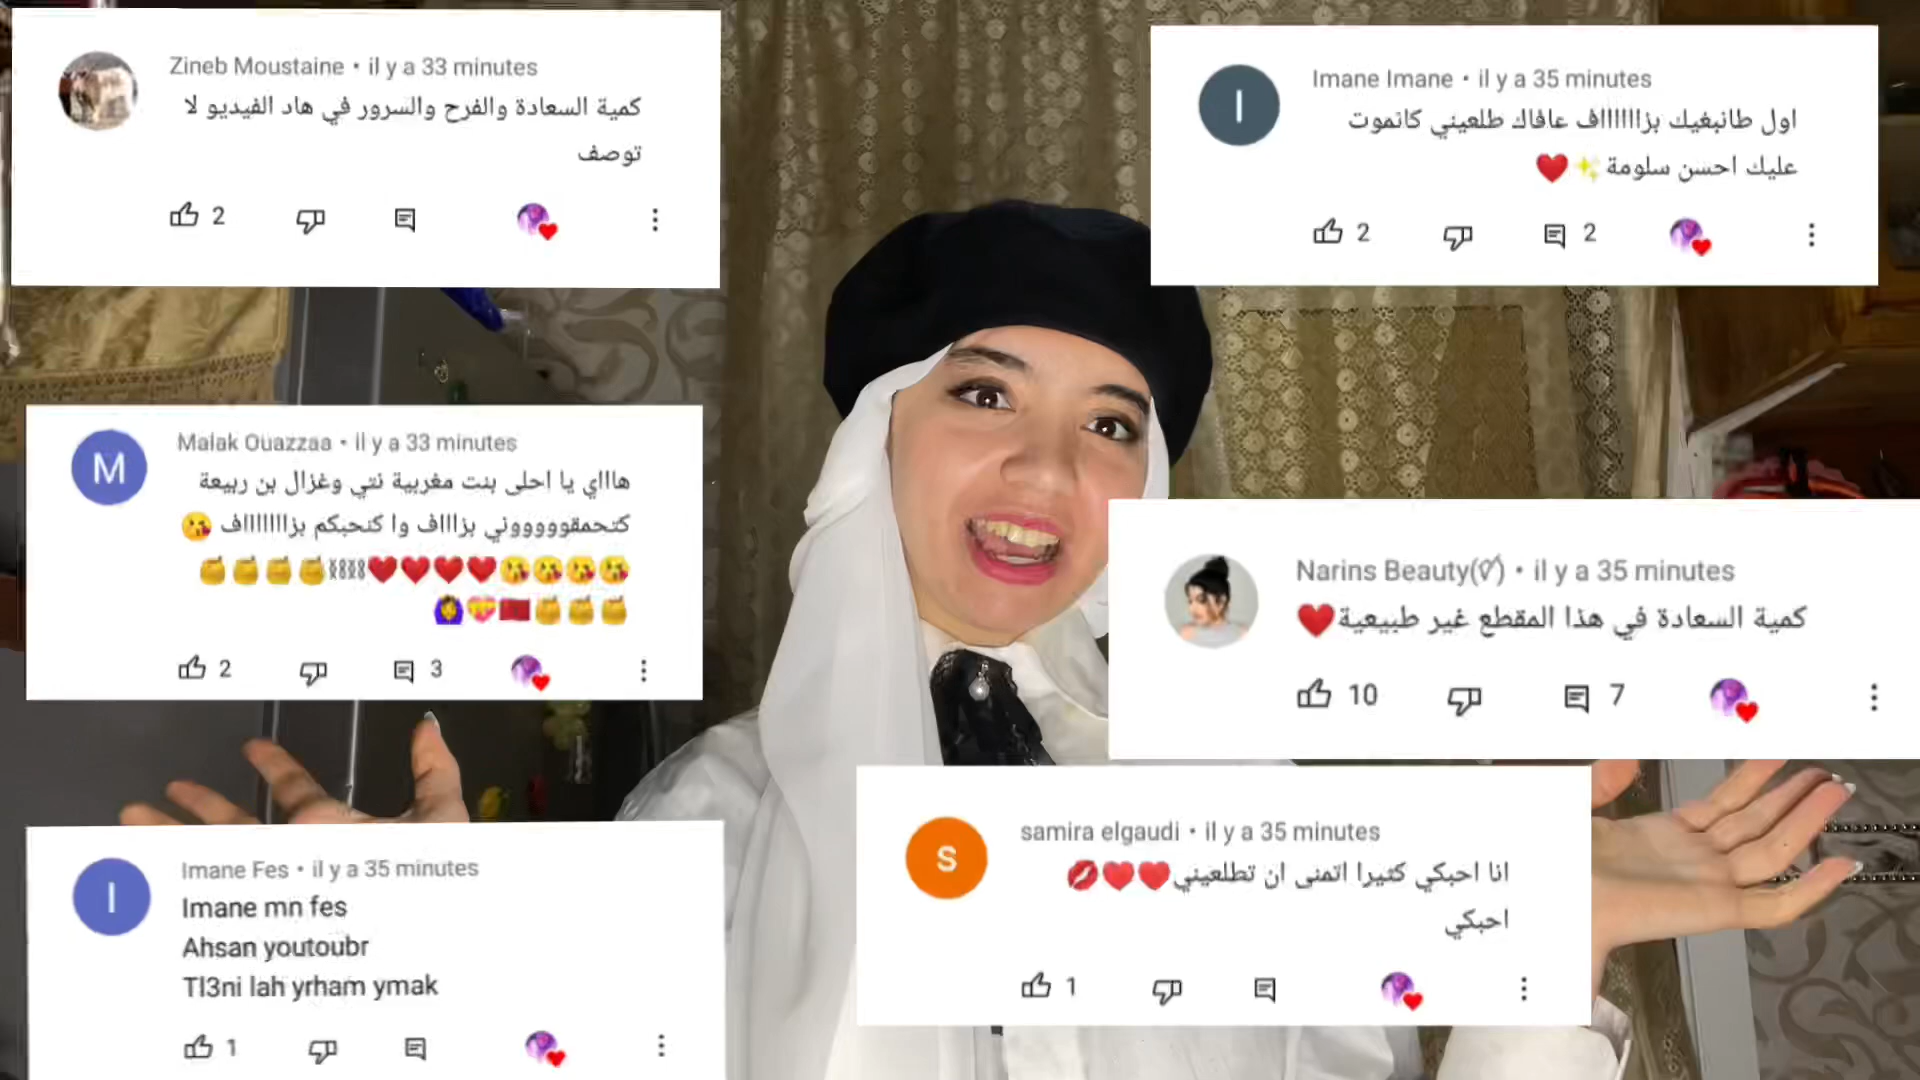 Zineb Moustaine • il y a 33 minutes
كمية السعادة والفرح والسرور في هاد الفيديو لا
توصف
2
Imane Imane • il y a 35 minutes
اول طانبغيك بزاااااااف عافاك طلعيني كانموت
عليك احسن سلومة ✨❤️
2 2
Malak Ouazzaa • il y a 33 minutes
هاااي يا احلى بنت مغربية نتي وغزال بن ربيعة
كتحمقوووووني بزاااف وا كنحبكم بزاااااااف 😘
😘😘😘😘❤️❤️❤️❤️⛓⛓🍯🍯🍯🍯
🍯🍯🍯🇲🇦💝🙆‍♀️
2 3
Narins Beauty(♡) • il y a 35 minutes
كمية السعادة في هذا المقطع غير طبيعية❤️
10 7
Imane Fes • il y a 35 minutes
Imane mn fes
Ahsan youtoubr
Tl3ni lah yrham ymak
1
samira elgaudi • il y a 35 minutes
انا احبكي كثيرا اتمنى ان تطلعيني❤️❤️💋
احبكي
1
I
M
I
S